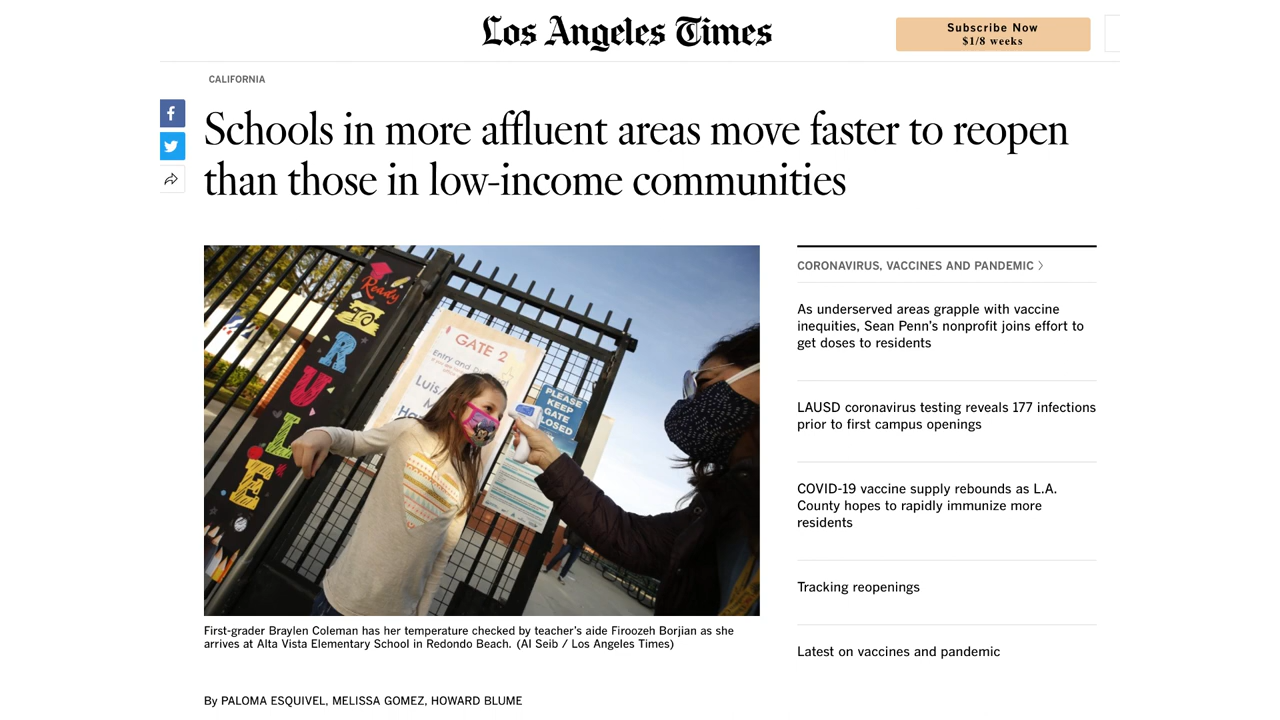 Los Angeles Times
Subscribe Now
$1/8 weeks
CALIFORNIA
Schools in more affluent areas move faster to reopen
than those in low-income communities
Ready
TO
RULE
GATE 2
Entry and
Luis/
PLEASE
KEEP
GATE
CLOSED
First-grader Braylen Coleman has her temperature checked by teacher's aide Firoozeh Borjian as she
arrives at Alta Vista Elementary School in Redondo Beach. (Al Seib / Los Angeles Times)
By PALOMA ESQUIVEL, MELISSA GOMEZ, HOWARD BLUME
CORONAVIRUS, VACCINES AND PANDEMIC
As underserved areas grapple with vaccine
inequities, Sean Penn's nonprofit joins effort to
get doses to residents
LAUSD coronavirus testing reveals 177 infections
prior to first campus openings
COVID-19 vaccine supply rebounds as L.A.
County hopes to rapidly immunize more
residents
Tracking reopenings
Latest on vaccines and pandemic